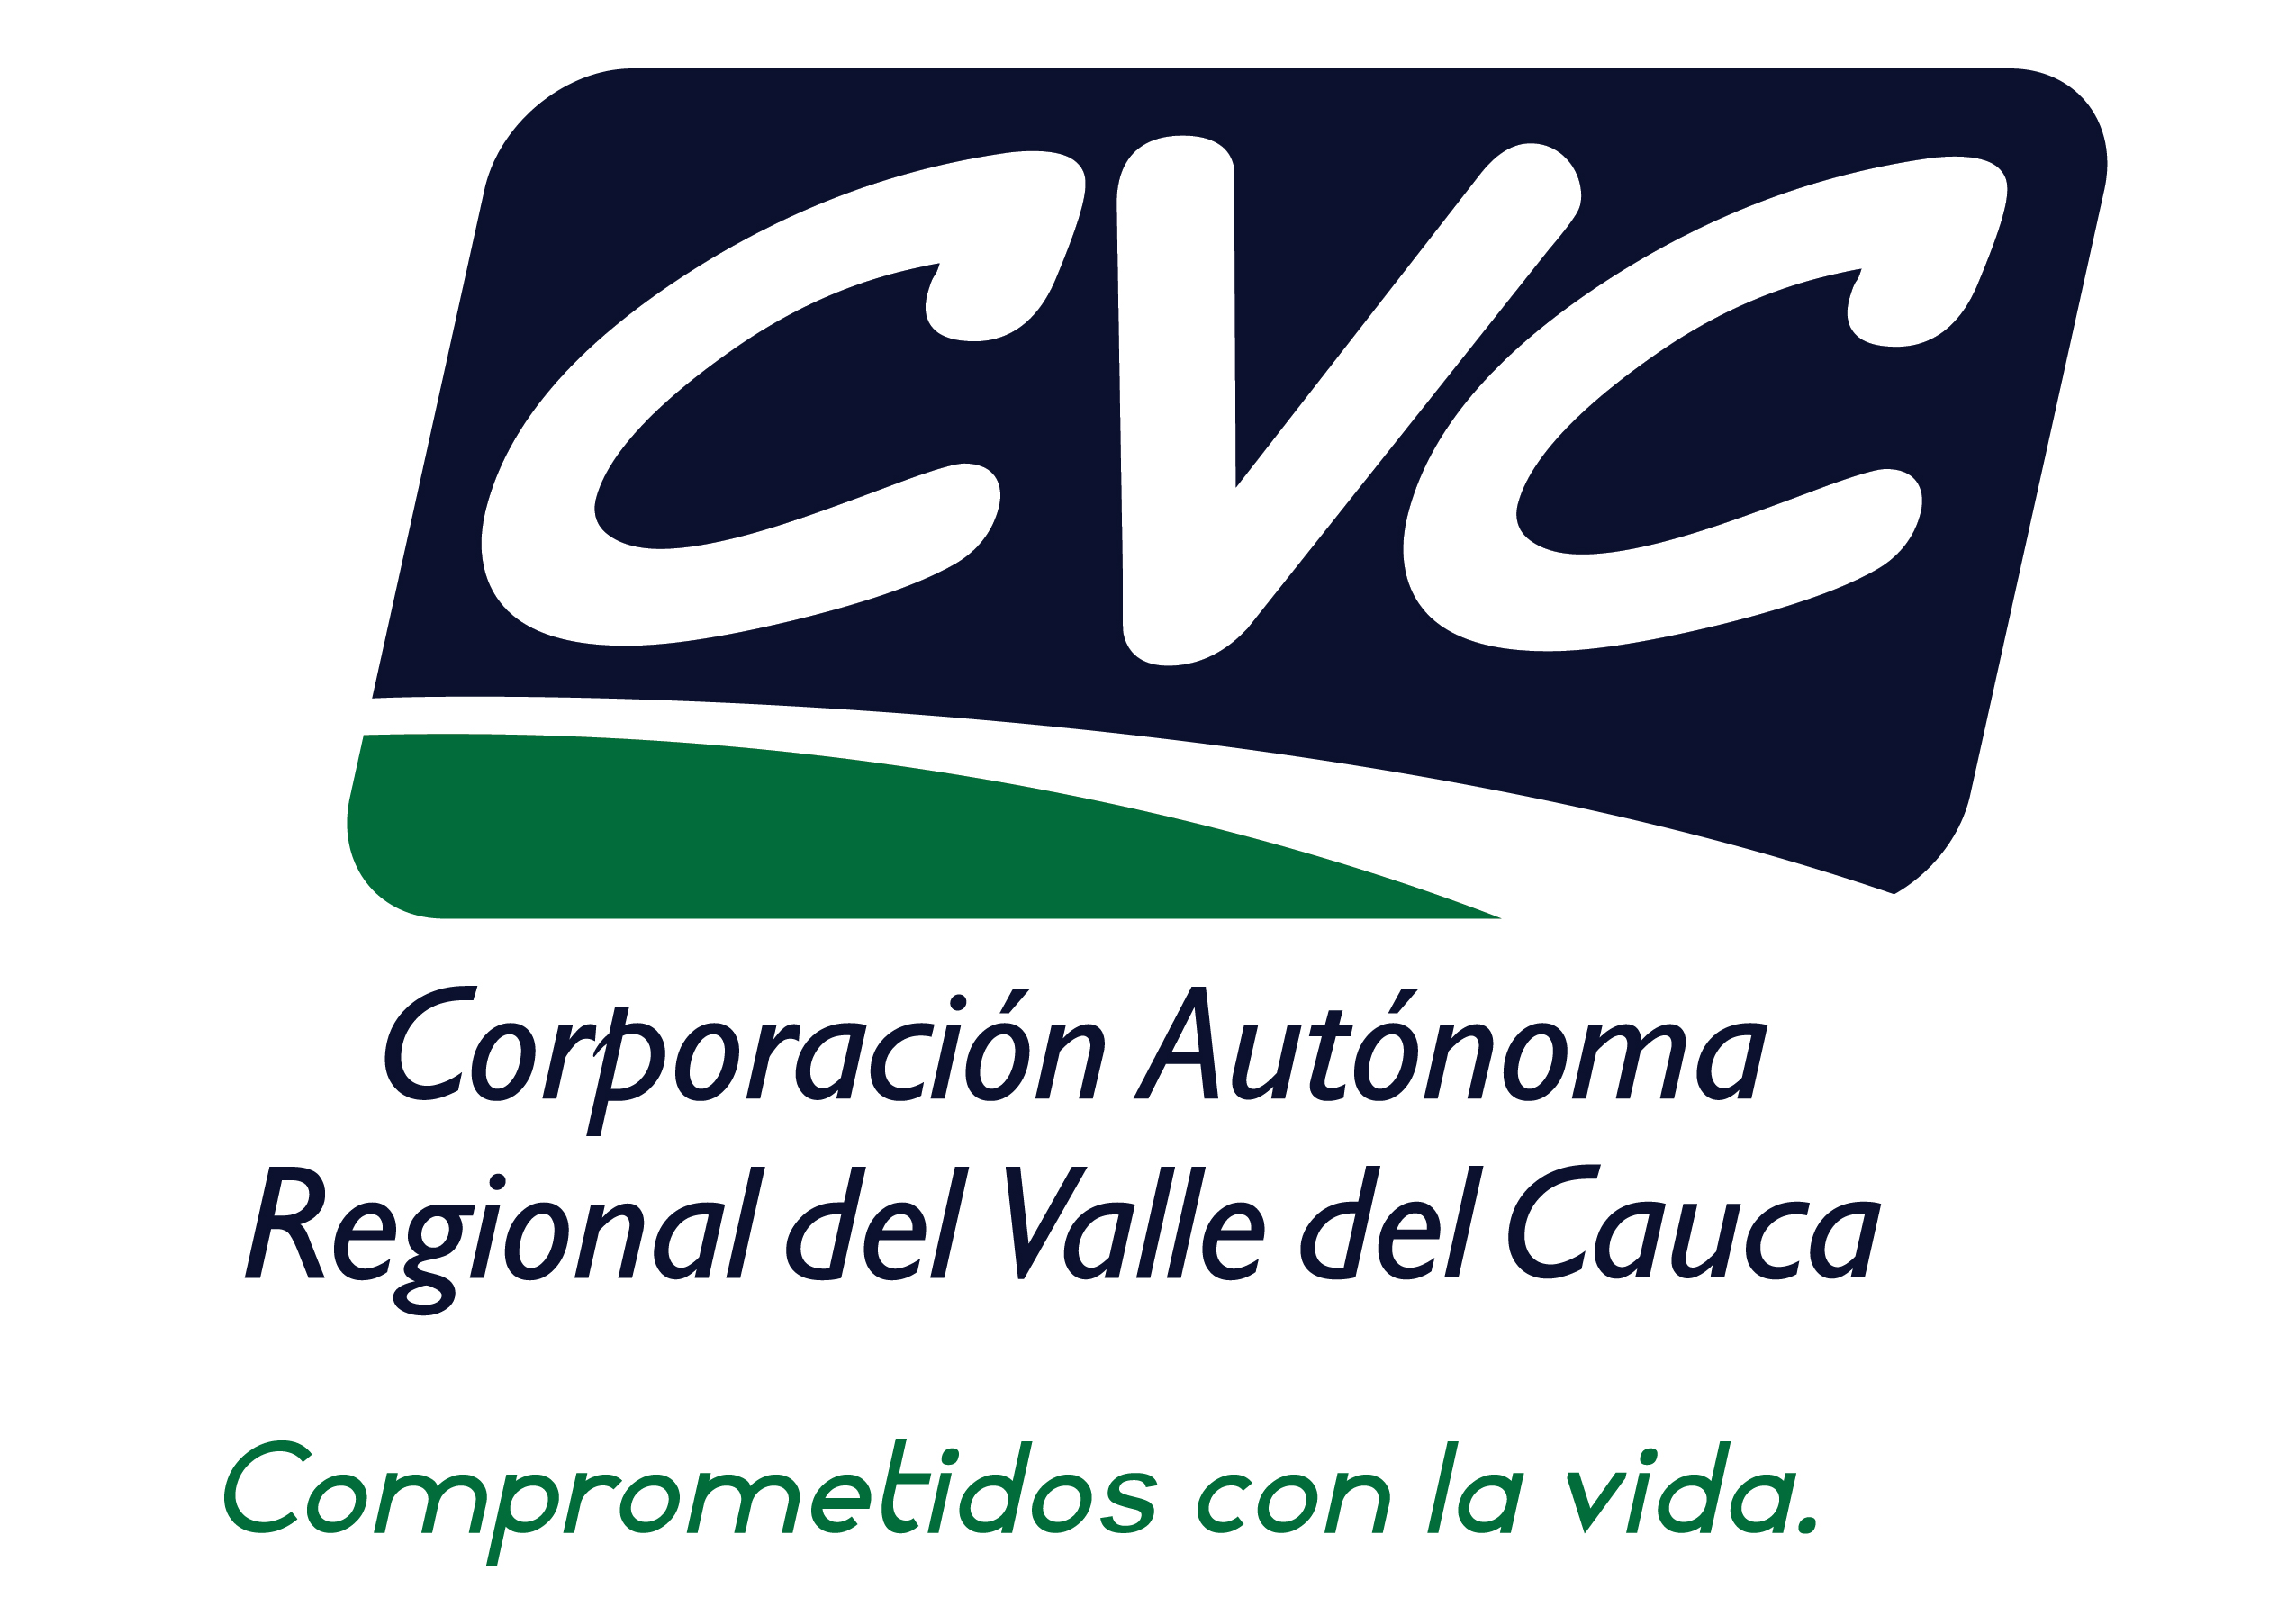 CVC
Corporación Autónoma
Regional del Valle del Cauca
Comprometidos con la vida.